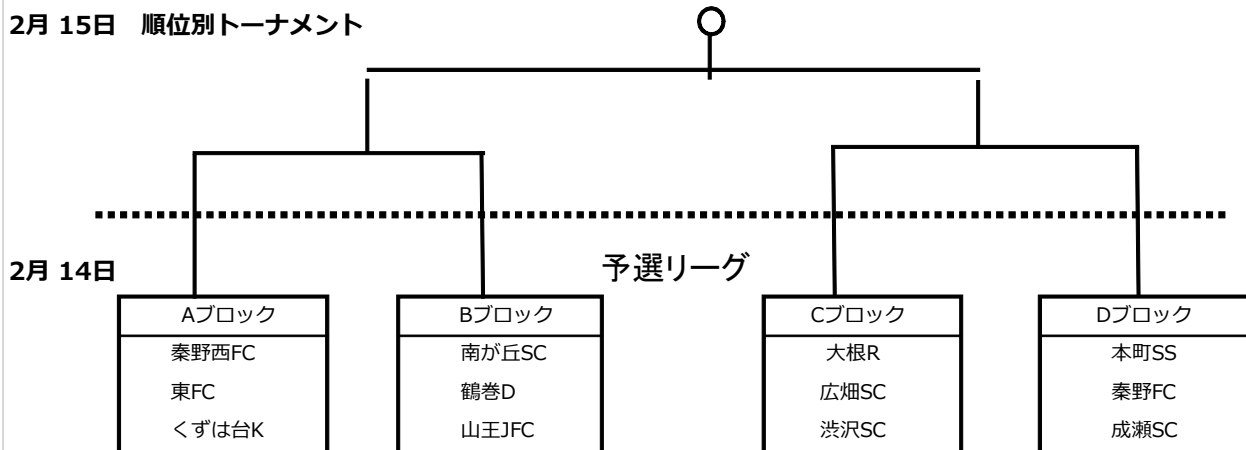 2月 15日 順位別トーナメント
2月 14日
予選リーグ
Aブロック
秦野西FC
東FC
くずは台K
Bブロック
南が丘SC
鶴巻D
山王JFC
Cブロック
大根R
広畑SC
渋沢SC
Dブロック
本町SS
秦野FC
成瀬SC